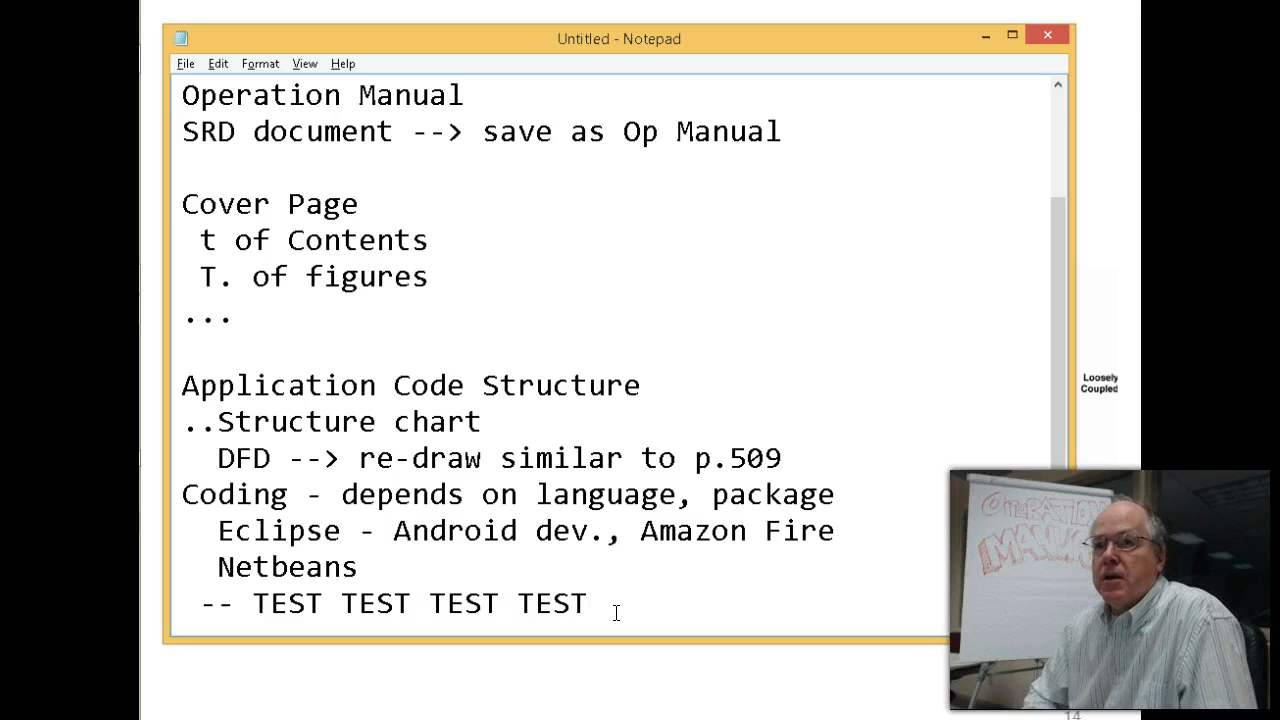 Untitled - Notepad
File Edit Format View Help
Operation Manual
SRD document --> save as Op Manual
Cover Page
t of Contents
T. of figures
...
Application Code Structure
..Structure chart
DFD --> re-draw similar to p.509
Coding - depends on language, package
Eclipse - Android dev., Amazon Fire
Netbeans
-- TEST TEST TEST TEST
Loosely
Coupled
OPERATION
MANUAL
14